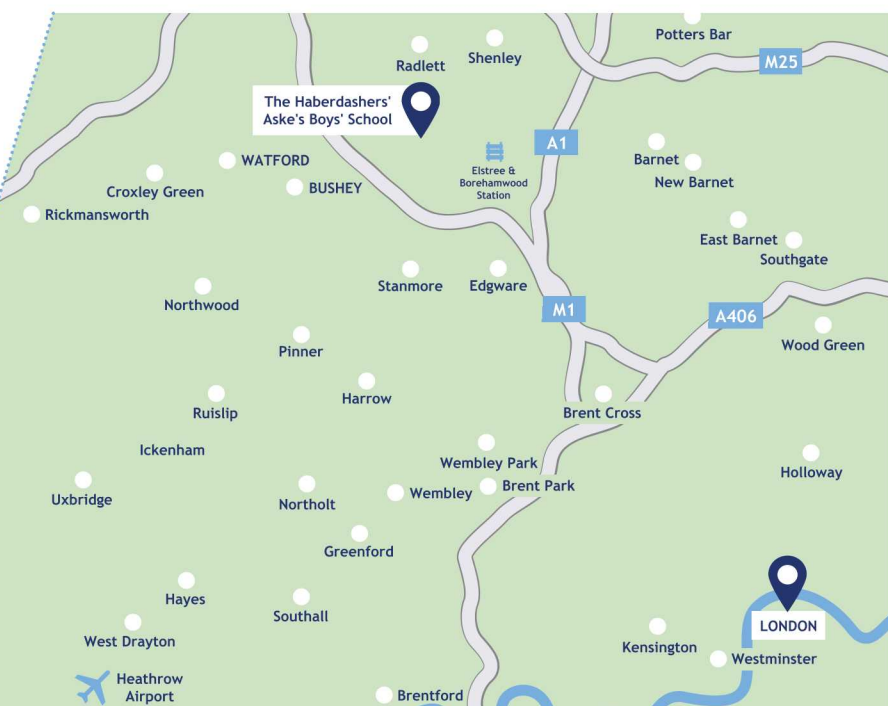 Potters Bar
Shenley
Radlett
M25
The Haberdashers'
Aske's Boys' School
A1
Elstree &
Borehamwood
Station
Barnet
New Barnet
WATFORD
Croxley Green
BUSHEY
Rickmansworth
East Barnet
Southgate
Stanmore
Edgware
Northwood
M1
A406
Wood Green
Pinner
Harrow
Ruislip
Brent Cross
Ickenham
Wembley Park
Holloway
Uxbridge
Northolt
Wembley
Brent Park
Greenford
Hayes
Southall
West Drayton
LONDON
Kensington
Westminster
Heathrow
Airport
Brentford